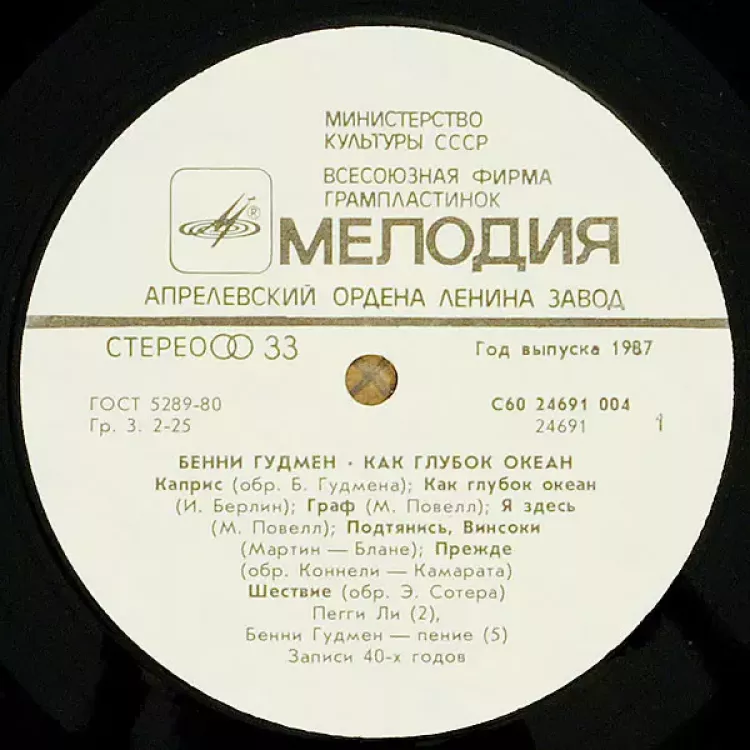 МИНИСТЕРСТВО
КУЛЬТУРЫ СССР
ВСЕСОЮЗНАЯ ФИРМА
ГРАМПЛАСТИНОК
®
МЕЛОДИЯ
АПРЕЛЕВСКИЙ ОРДЕНА ЛЕНИНА ЗАВОД
СТЕРЕО 33
Год выпуска 1987
ГОСТ 5289-80
С60 24691 004
Гр. 3. 2-25
24691 1
БЕННИ ГУДМЕН · КАК ГЛУБОК ОКЕАН
Каприс (обр. Б. Гудмена); Как глубок океан
(И. Берлин); Граф (М. Повелл); Я здесь
(М. Повелл); Подтянись, Винсоки
(Мартин — Блане); Прежде
(обр. Коннели — Камарата)
Шествие (обр. Э. Сотера)
Пегги Ли (2),
Бенни Гудмен — пение (5)
Записи 40-х годов